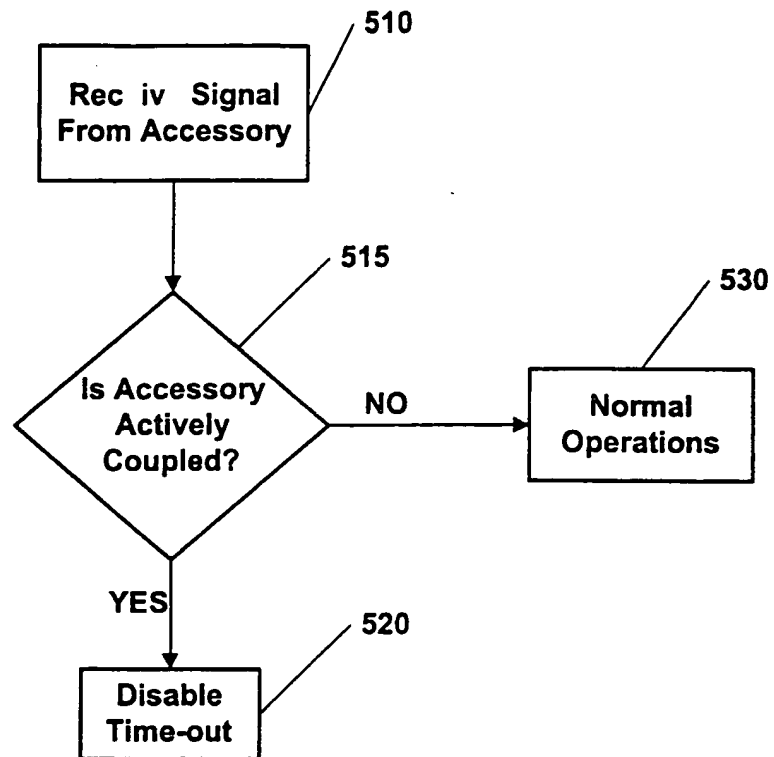 510
Rec iv Signal
From Accessory
515
530
Is Accessory
Actively
Coupled?
NO
Normal
Operations
YES
520
Disable
Time-out